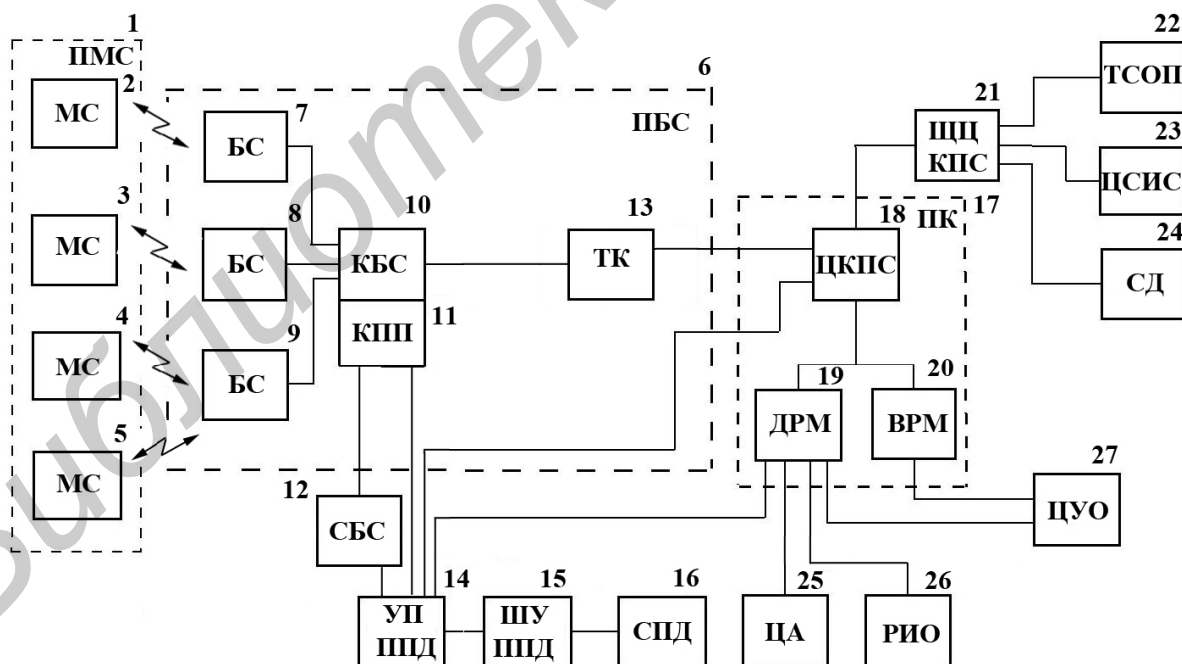 1
ПМС
2
МС
3
МС
4
МС
5
МС
6
ПБС
7
БС
8
БС
9
БС
10
КБС
11
КПП
12
СБС
13
ТК
14
УП
ППД
15
ШУ
ППД
16
СПД
17
ПК
18
ЦКПС
19
ДРМ
20
ВРМ
21
ЩЦ
КПС
22
ТСОП
23
ЦСИС
24
СД
25
ЦА
26
РИО
27
ЦУО